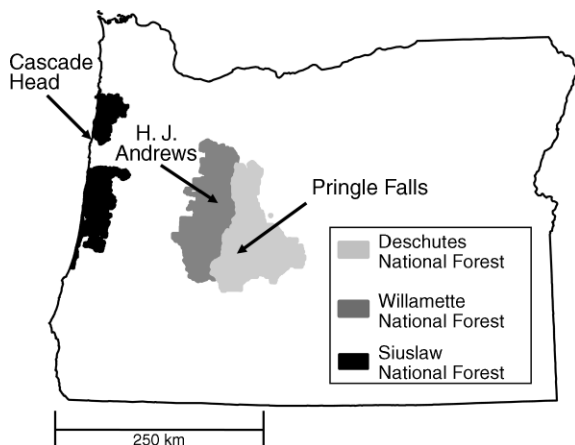 Cascade
Head
H. J.
Andrews
Pringle Falls
Deschutes
National Forest
Willamette
National Forest
Siuslaw
National Forest
250 km